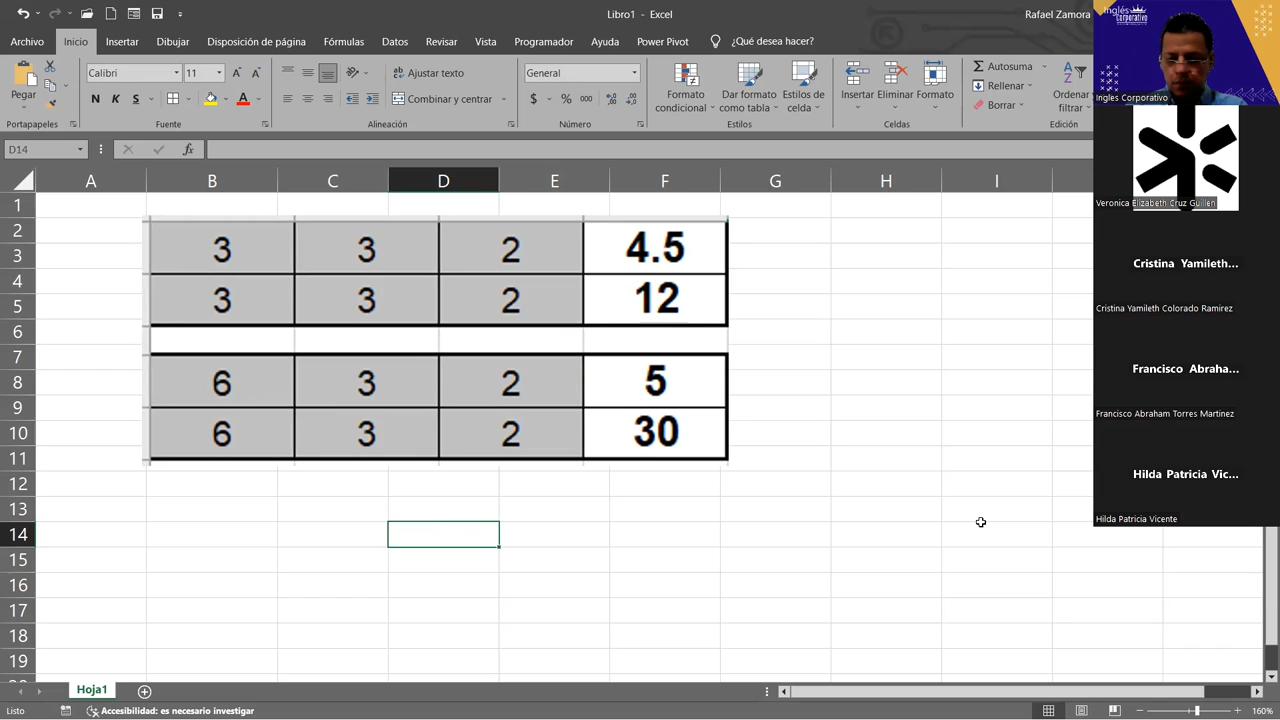 Libro1 - Excel
Rafael Zamora
Archivo Inicio Insertar Dibujar Disposición de página Fórmulas Datos Revisar Vista Programador Ayuda Power Pivot ¿Qué desea hacer?
Pegar
Calibri 11
N K S
Ajustar texto
Combinar y centrar
General
$ % 000
Formato condicional
Dar formato como tabla
Estilos de celda
Insertar Eliminar Formato
Autosuma
Rellenar
Borrar
Ordenar filtrar
Portapapeles Fuente Alineación Número Estilos Celdas Edición
D14 fx
A B C D E F G H I
1
2
3
4
5
6
7
8
9
10
11
12
13
14
15
16
17
18
19
3 3 2 4.5
3 3 2 12
6 3 2 5
6 3 2 30
Inglés Corporativo
Ingles Corporativo
Veronica Elizabeth Cruz Guillen
Cristina Yamileth...
Cristina Yamileth Colorado Ramirez
Francisco Abraha...
Francisco Abraham Torres Martinez
Hilda Patricia Vic...
Hilda Patricia Vicente
Hoja1
Listo
Accesibilidad: es necesario investigar
160%